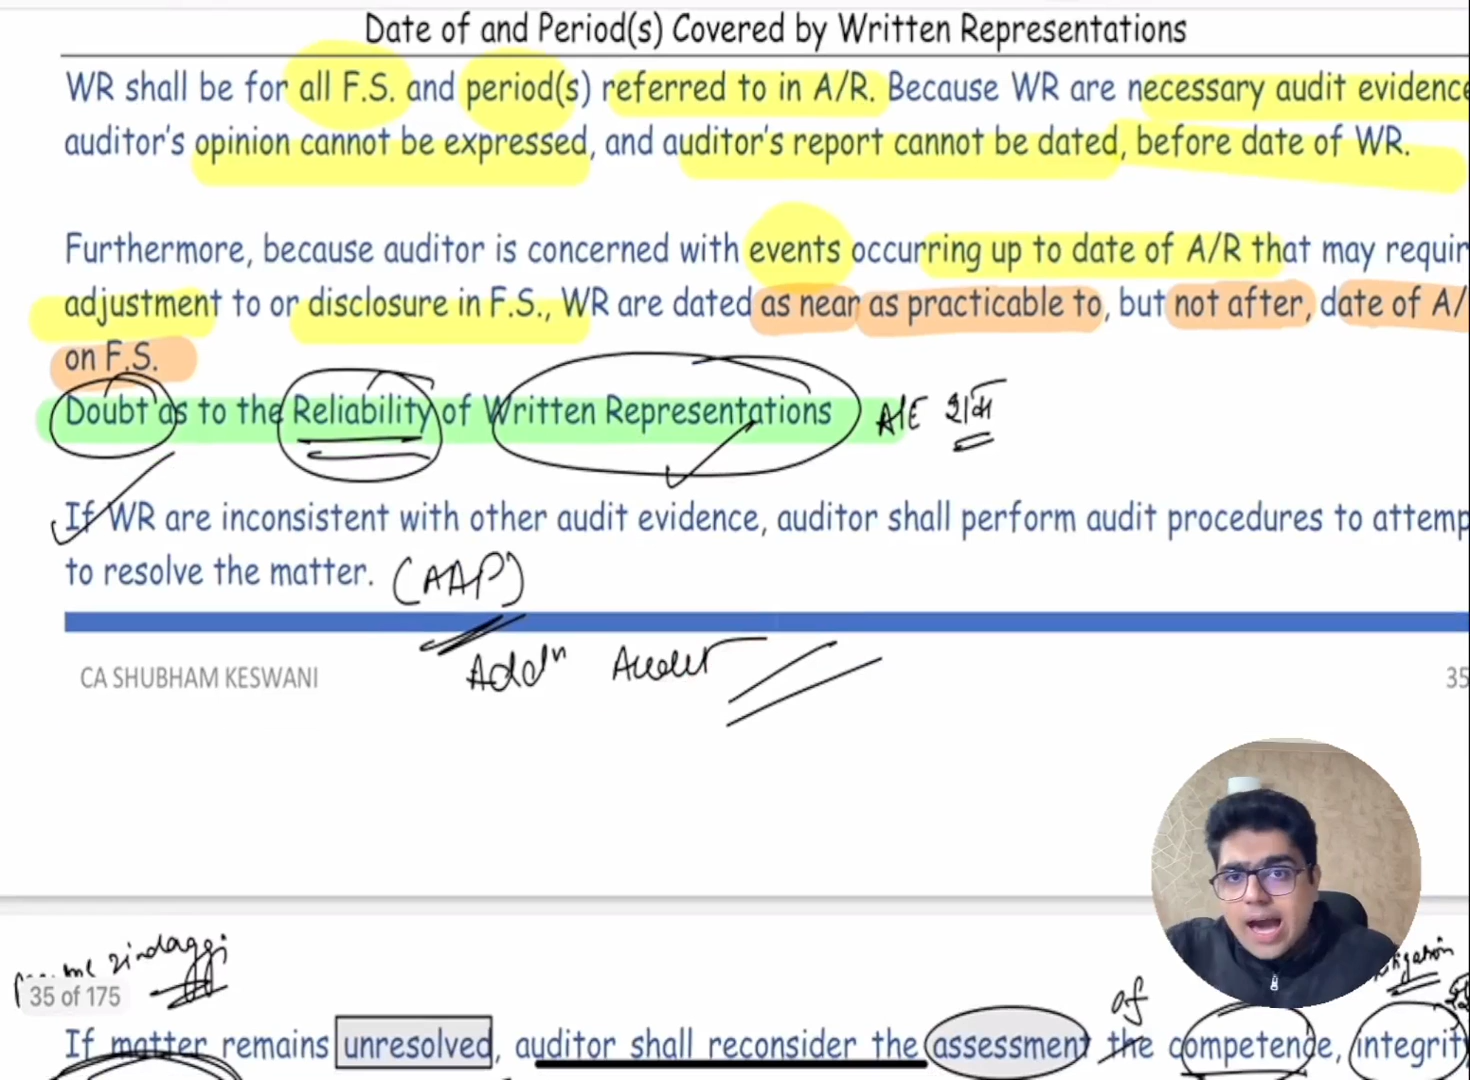 Date of and Period(s) Covered by Written Representations
WR shall be for all F.S. and period(s) referred to in A/R. Because WR are necessary audit evidence
auditor's opinion cannot be expressed, and auditor's report cannot be dated, before date of WR.
Furthermore, because auditor is concerned with events occurring up to date of A/R that may requir
adjustment to or disclosure in F.S., WR are dated as near as practicable to, but not after, date of A/
on F.S.
Doubt as to the Reliability of Written Representations A/E
If WR are inconsistent with other audit evidence, auditor shall perform audit procedures to attemp
to resolve the matter. (AAP)
CA SHUBHAM KESWANI Addn Audit 35
zindaggi
35 of 175
of
If matter remains unresolved, auditor shall reconsider the assessment of the competence, integrit